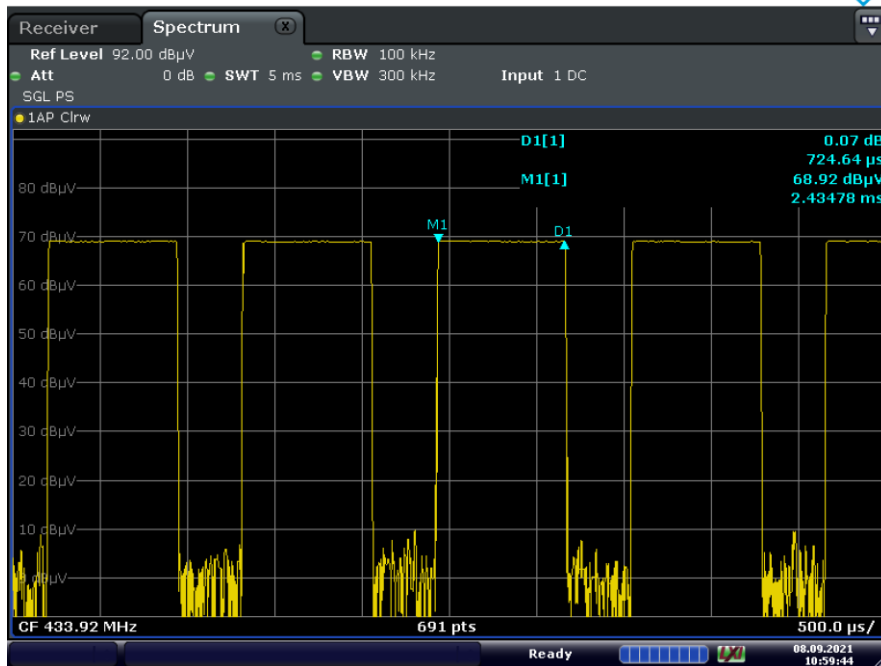 Receiver Spectrum X
Ref Level 92.00 dBµV RBW 100 kHz
Att 0 dB SWT 5 ms VBW 300 kHz Input 1 DC
SGL PS
1AP Clrw
D1[1] 0.07 dB
724.64 µs
M1[1] 68.92 dBµV
2.43478 ms
80 dBµV
70 dBµV
M1
D1
60 dBµV
50 dBµV
40 dBµV
30 dBµV
20 dBµV
10 dBµV
0 dBµV
CF 433.92 MHz 691 pts 500.0 µs/
Ready LXI 08.09.2021
10:59:44